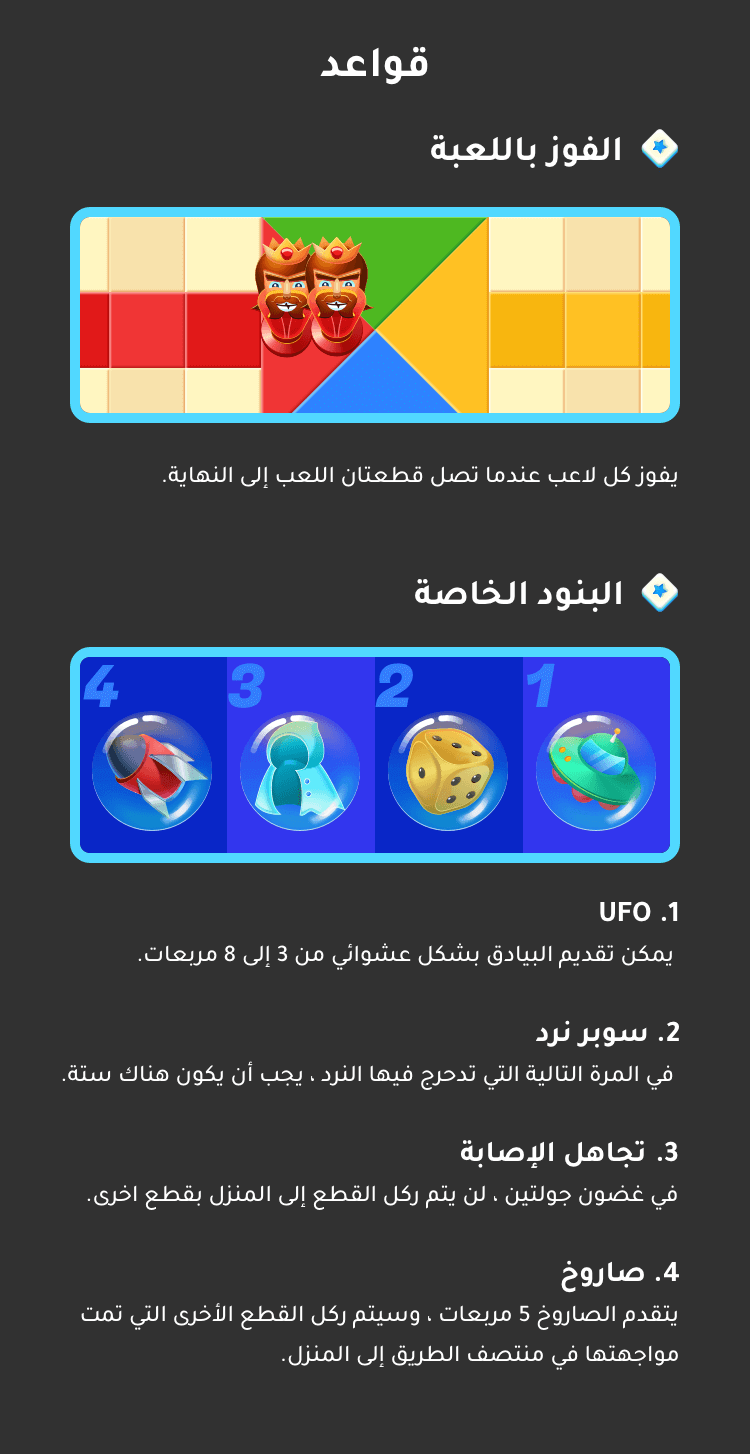 قواعد
الفوز باللعبة
يفوز كل لاعب عندما تصل قطعتان اللعب إلى النهاية.
البنود الخاصة
1 2 3 4
1. UFO
يمكن تقديم البيادق بشكل عشوائي من 3 إلى 8 مربعات.
2. سوبر نرد
في المرة التالية التي تدحرج فيها النرد ، يجب أن يكون هناك ستة.
3. تجاهل الإصابة
في غضون جولتين ، لن يتم ركل القطع إلى المنزل بقطع اخرى.
4. صاروخ
يتقدم الصاروخ 5 مربعات ، وسيتم ركل القطع الأخرى التي تمت
مواجهتها في منتصف الطريق إلى المنزل.